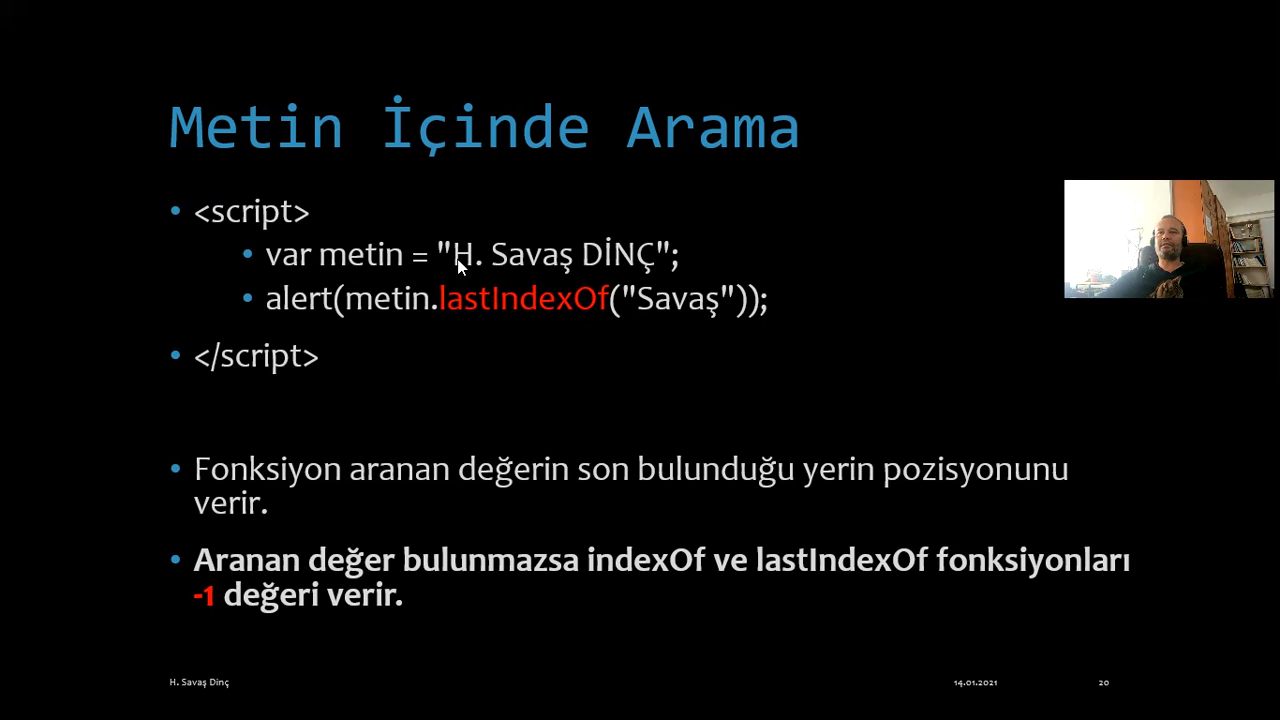 Metin İçinde Arama
• <script>
• var metin = "H. Savaş DİNÇ";
• alert(metin.lastIndexOf("Savaş"));
• </script>
• Fonksiyon aranan değerin son bulunduğu yerin pozisyonunu
verir.
• Aranan değer bulunmazsa indexOf ve lastIndexOf fonksiyonları
-1 değeri verir.
H. Savaş Dinç
14.01.2021
20